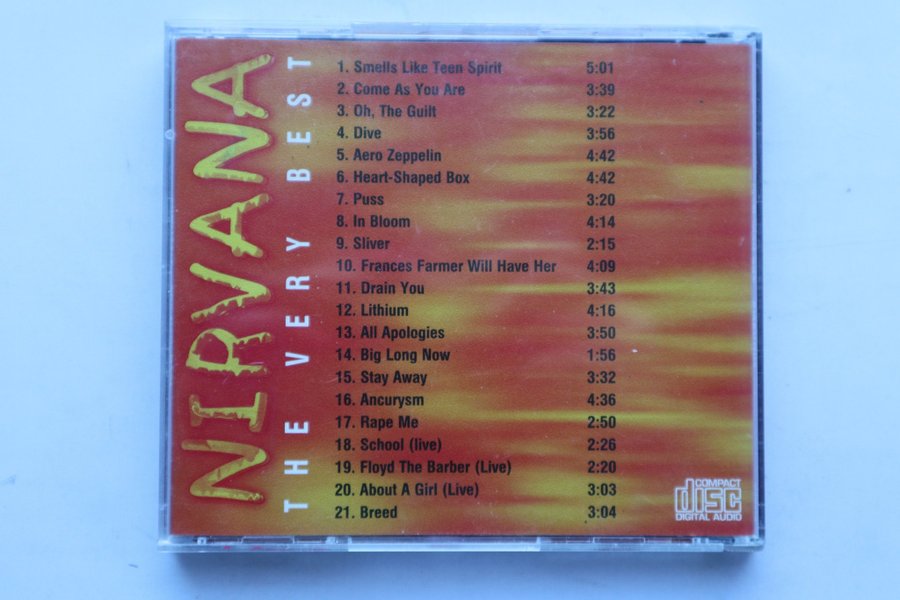 NIRVANA
THE VERY BEST
1. Smells Like Teen Spirit 5:01
2. Come As You Are 3:39
3. Oh, The Guilt 3:22
4. Dive 3:56
5. Aero Zeppelin 4:42
6. Heart-Shaped Box 4:42
7. Puss 3:20
8. In Bloom 4:14
9. Sliver 2:15
10. Frances Farmer Will Have Her 4:09
11. Drain You 3:43
12. Lithium 4:16
13. All Apologies 3:50
14. Big Long Now 1:56
15. Stay Away 3:32
16. Ancurysm 4:36
17. Rape Me 2:50
18. School (live) 2:26
19. Floyd The Barber (Live) 2:20
20. About A Girl (Live) 3:03
21. Breed 3:04
COMPACT
disc
DIGITAL AUDIO